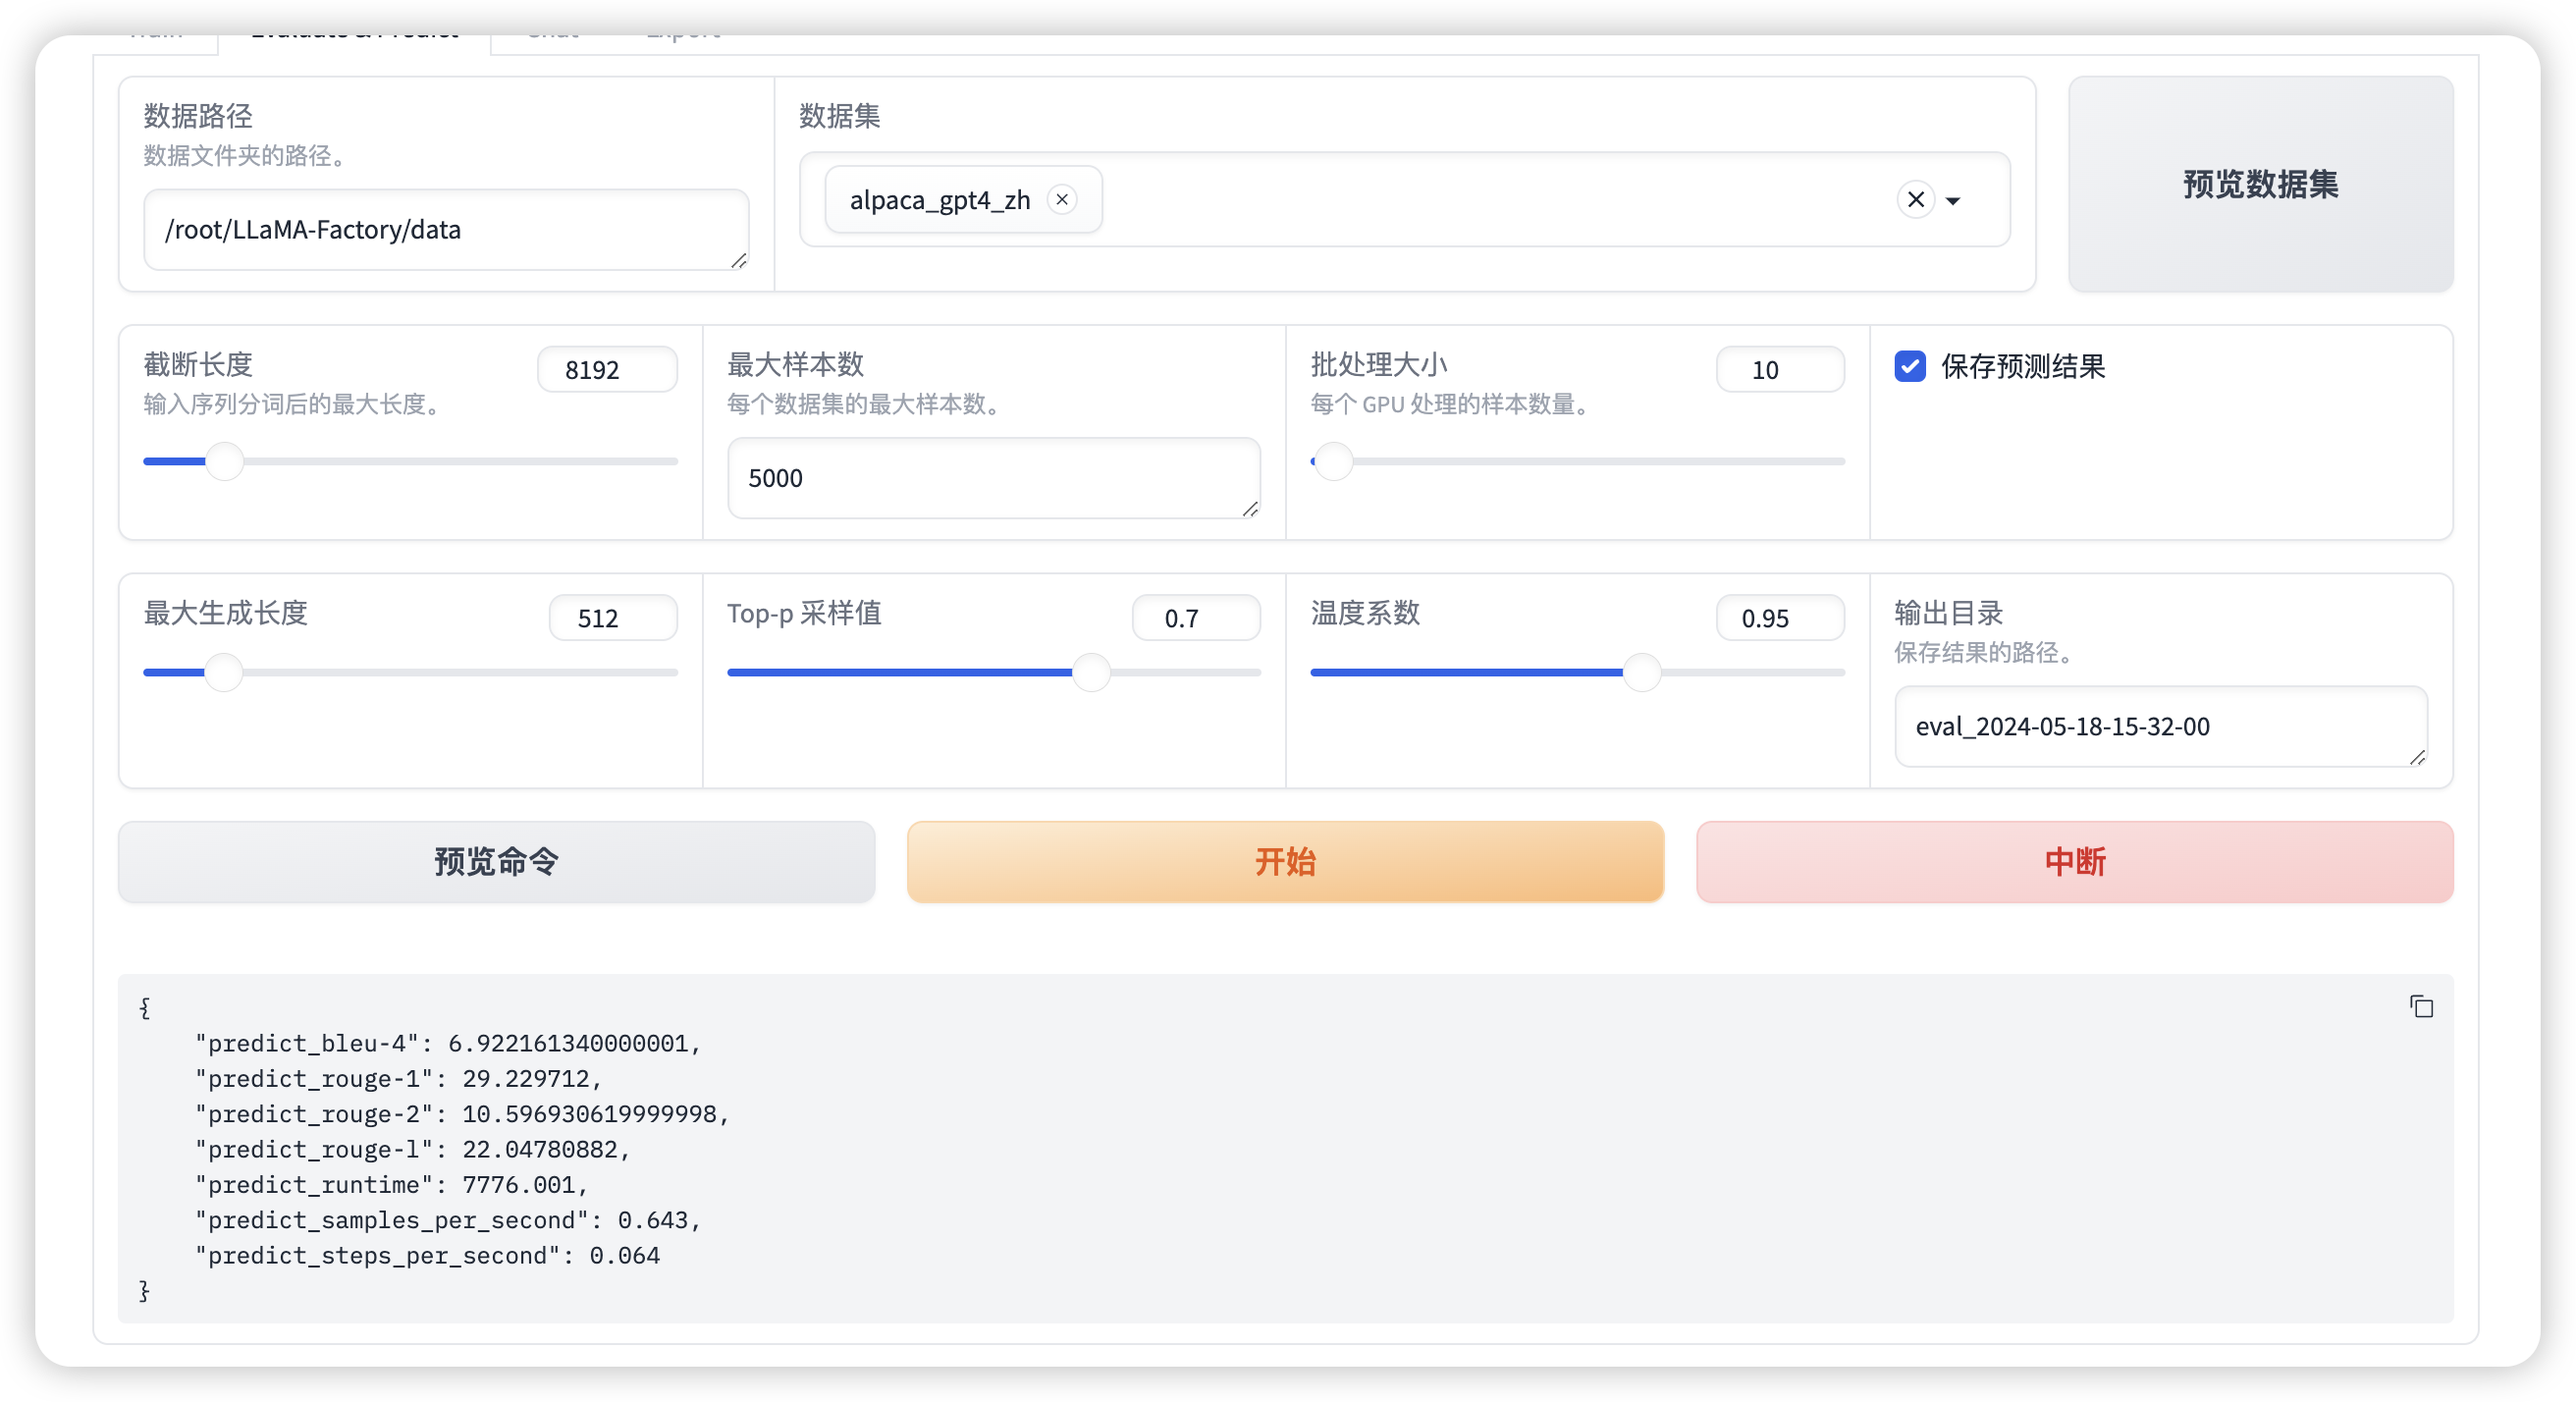 Evaluate & Predict
数据路径
数据文件夹的路径。
/root/LLaMA-Factory/data
数据集
alpaca_gpt4_zh
预览数据集
截断长度
8192
输入序列分词后的最大长度。
最大样本数
每个数据集的最大样本数。
5000
批处理大小
10
每个 GPU 处理的样本数量。
保存预测结果
最大生成长度
512
Top-p 采样值
0.7
温度系数
0.95
输出目录
保存结果的路径。
eval_2024-05-18-15-32-00
预览命令
开始
中断
{
"predict_bleu-4": 6.922161340000001,
"predict_rouge-1": 29.229712,
"predict_rouge-2": 10.596930619999998,
"predict_rouge-l": 22.04780882,
"predict_runtime": 7776.001,
"predict_samples_per_second": 0.643,
"predict_steps_per_second": 0.064
}